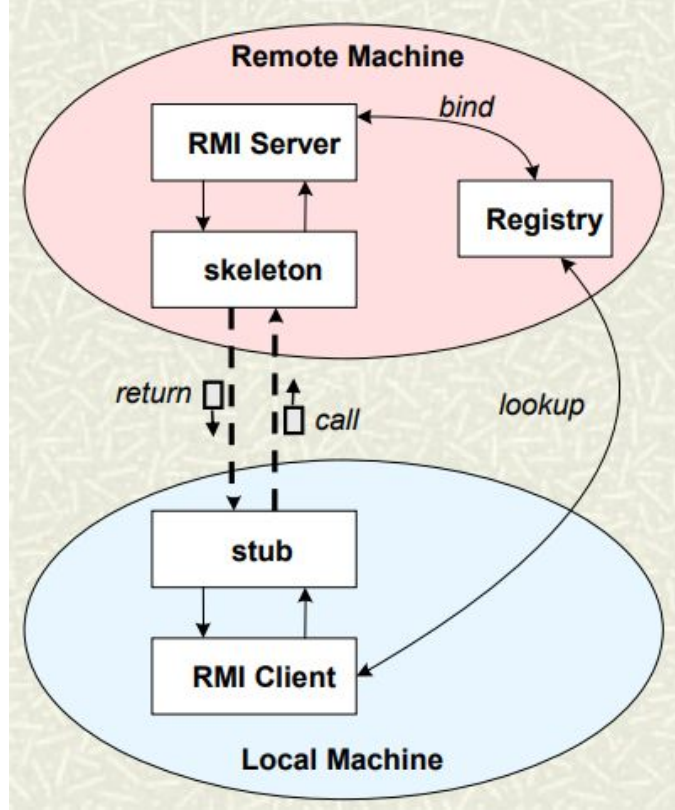 Remote Machine
bind
RMI Server
Registry
skeleton
return
call
lookup
stub
RMI Client
Local Machine